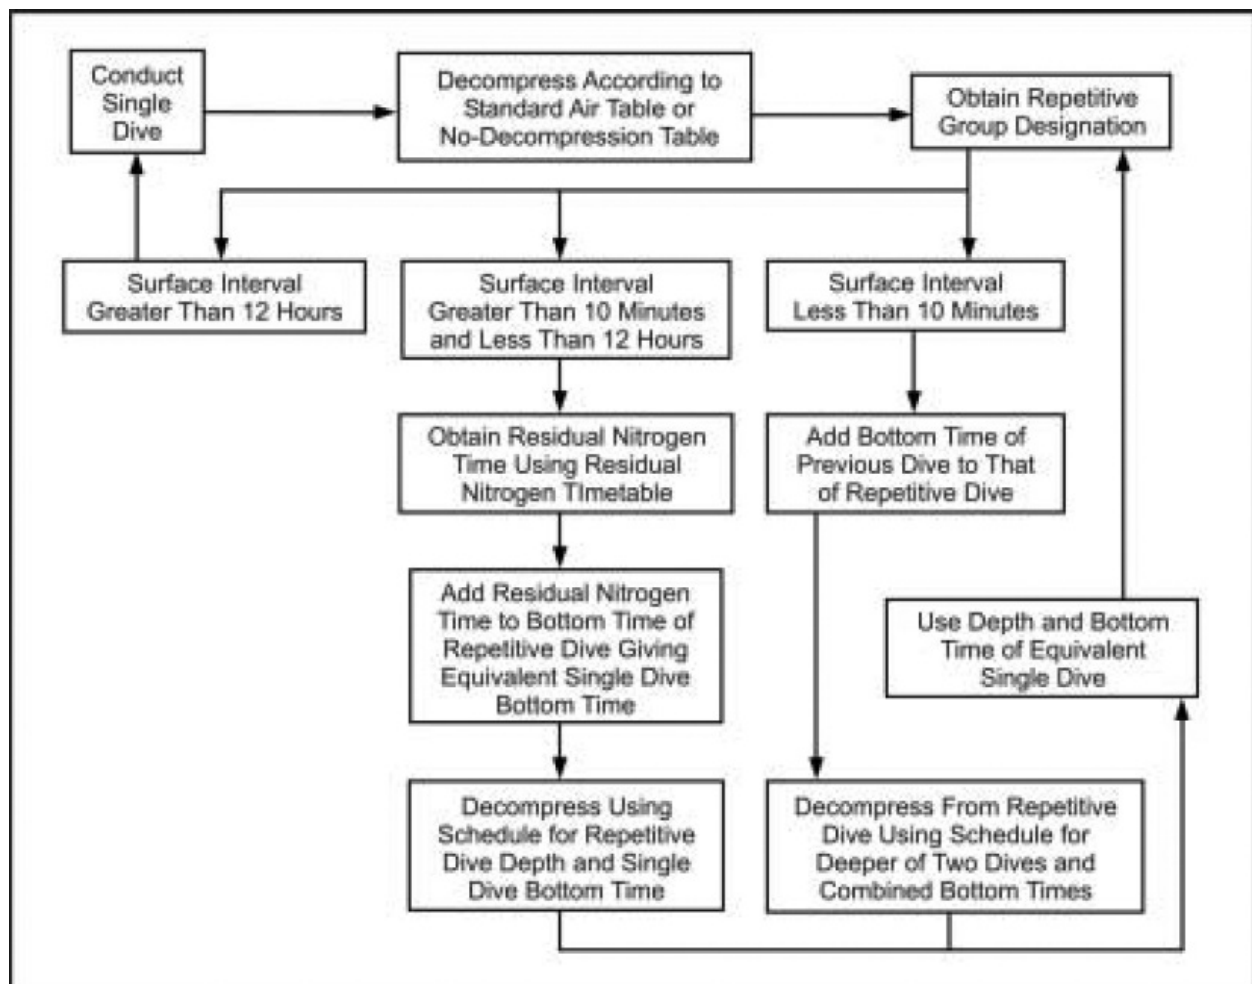 Conduct
Single
Dive
Decompress According to
Standard Air Table or
No-Decompression Table
Obtain Repetitive
Group Designation
Surface Interval
Greater Than 12 Hours
Surface Interval
Greater Than 10 Minutes
and Less Than 12 Hours
Surface Interval
Less Than 10 Minutes
Obtain Residual Nitrogen
Time Using Residual
Nitrogen TImetable
Add Bottom Time of
Previous Dive to That
of Repetitive Dive
Add Residual Nitrogen
Time to Bottom Time of
Repetitive Dive Giving
Equivalent Single Dive
Bottom Time
Use Depth and Bottom
Time of Equivalent
Single Dive
Decompress Using
Schedule for Repetitive
Dive Depth and Single
Dive Bottom Time
Decompress From Repetitive
Dive Using Schedule for
Deeper of Two Dives and
Combined Bottom Times